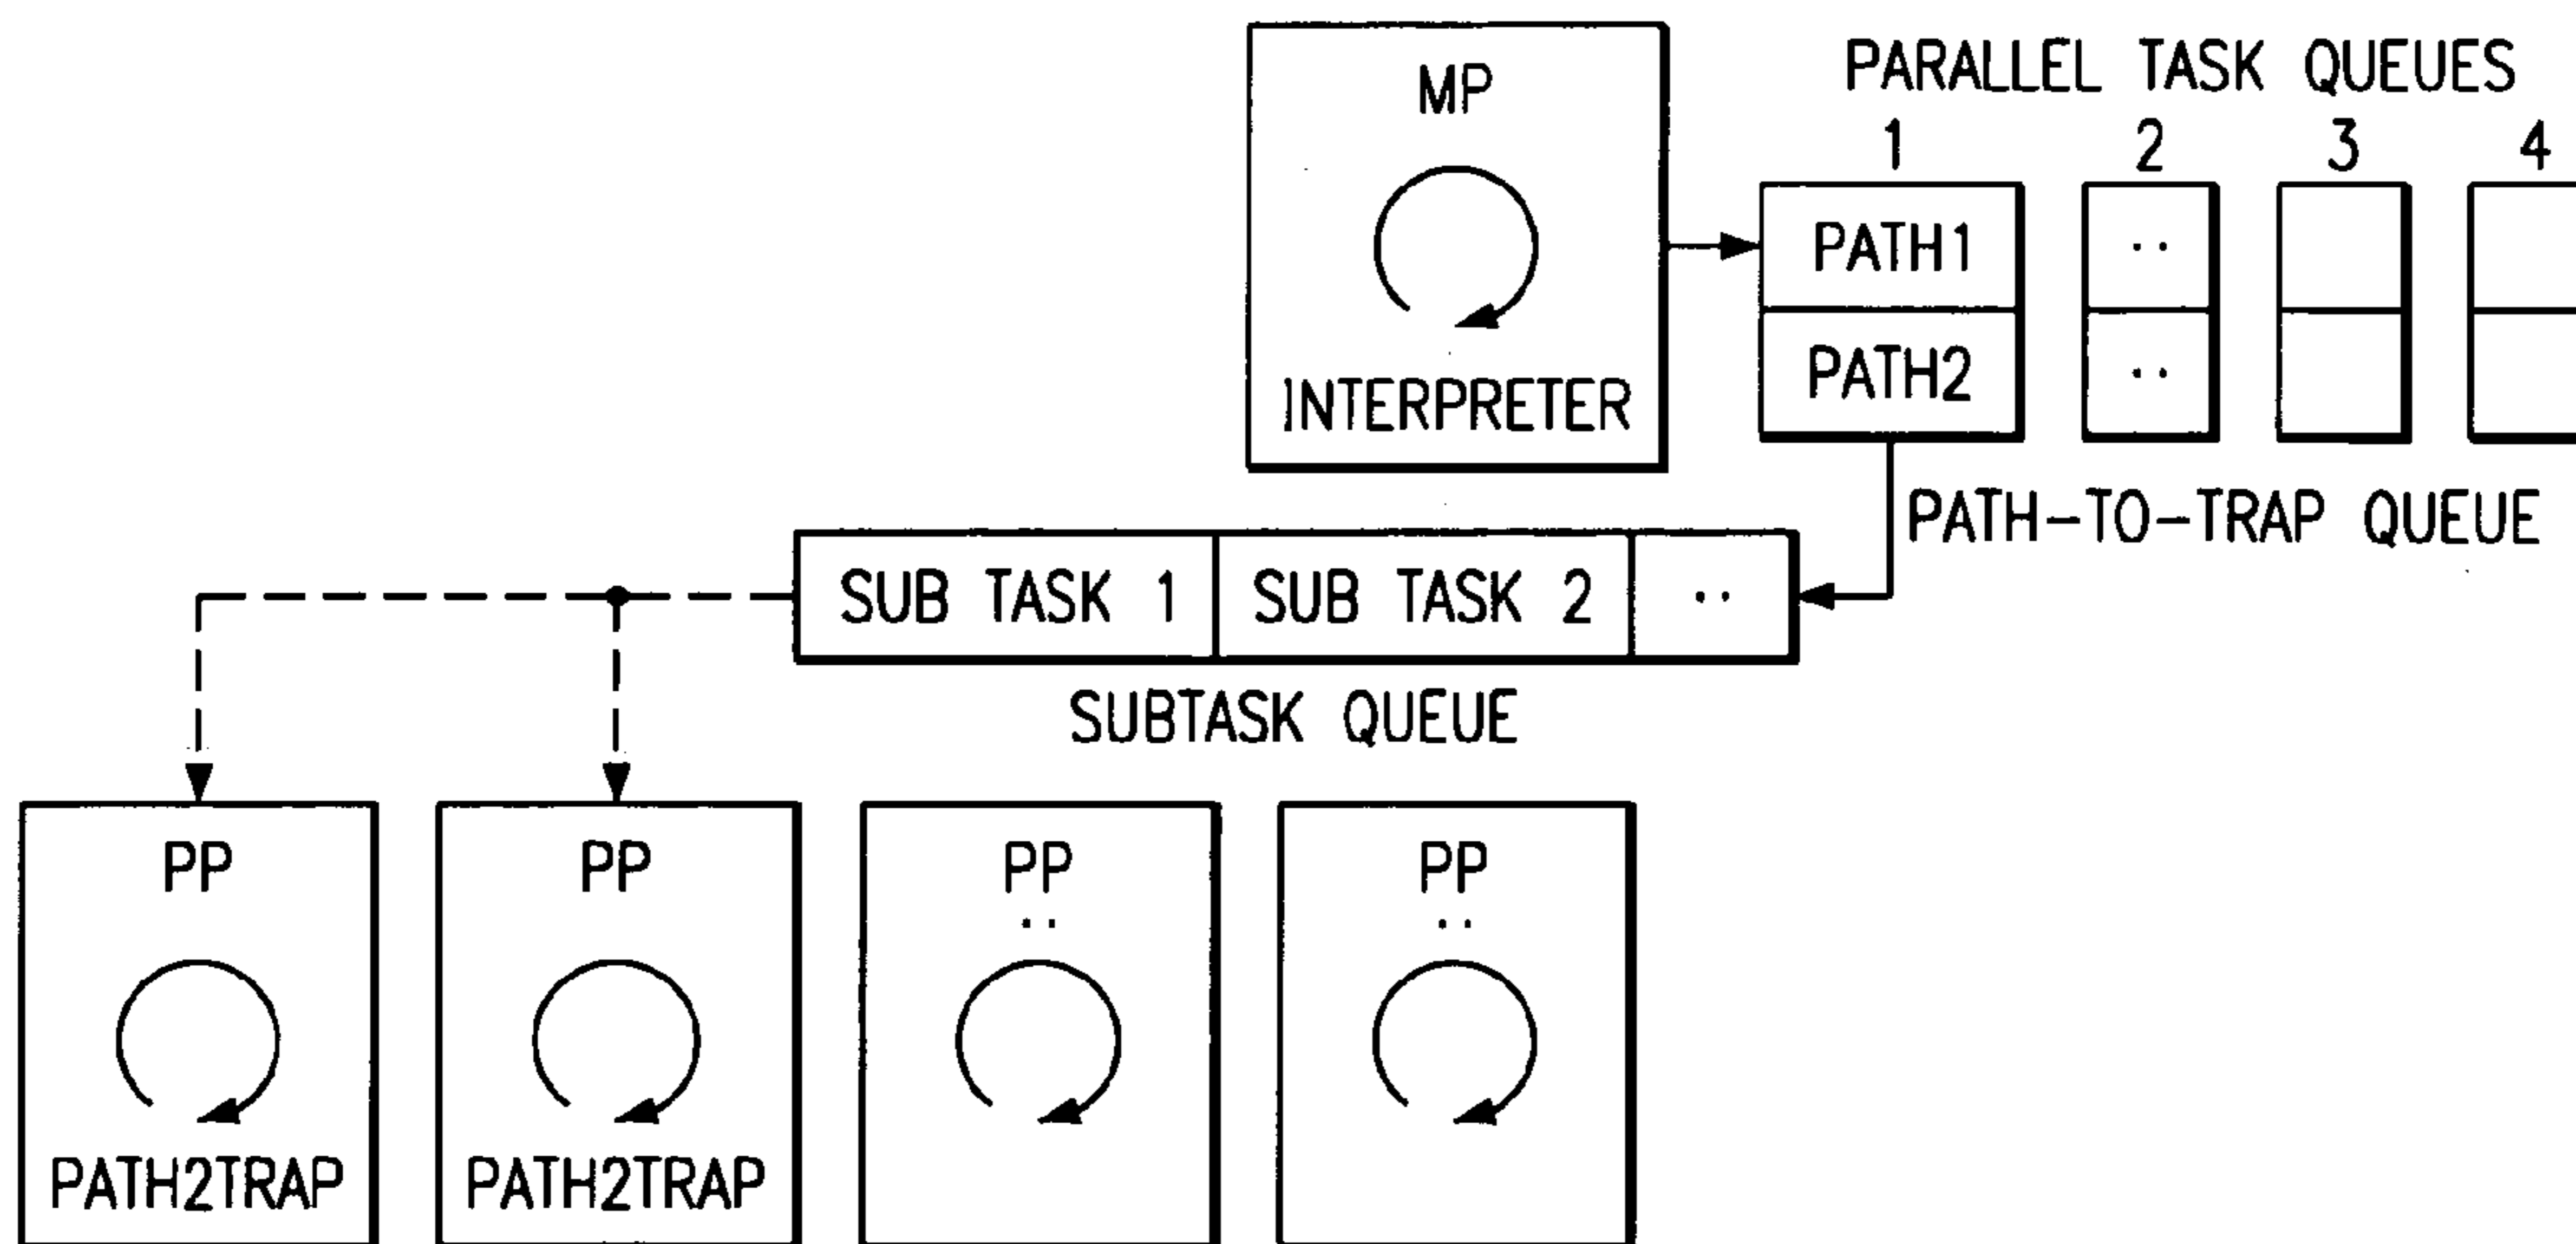 MP
INTERPRETER
PARALLEL TASK QUEUES
1 2 3 4
PATH1 .. 
PATH2 ..
PATH-TO-TRAP QUEUE
SUB TASK 1 SUB TASK 2 ..
SUBTASK QUEUE
PP PP PP PP
.. ..
PATH2TRAP PATH2TRAP